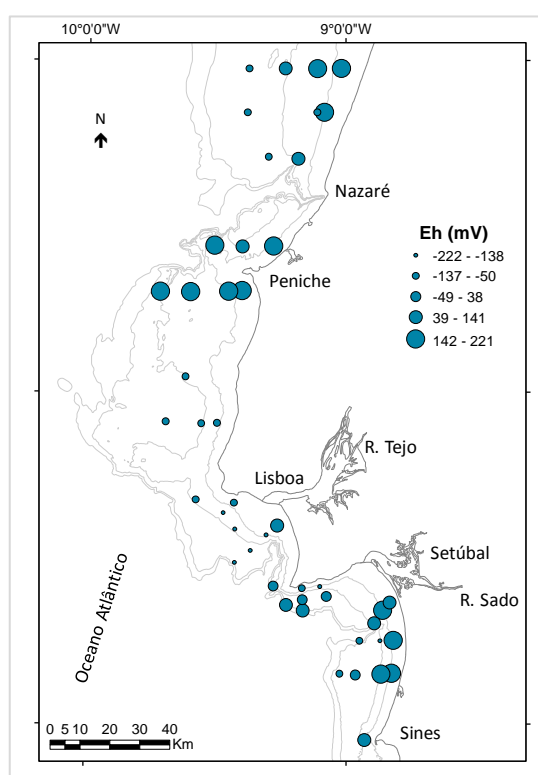 10°0'0"W 9°0'0"W
N
Nazaré
Eh (mV)
-222 - -138
-137 - -50
-49 - 38
39 - 141
142 - 221
Peniche
R. Tejo
Lisboa
Setúbal
R. Sado
Oceano Atlântico
Sines
0 5 10 20 30 40
Km